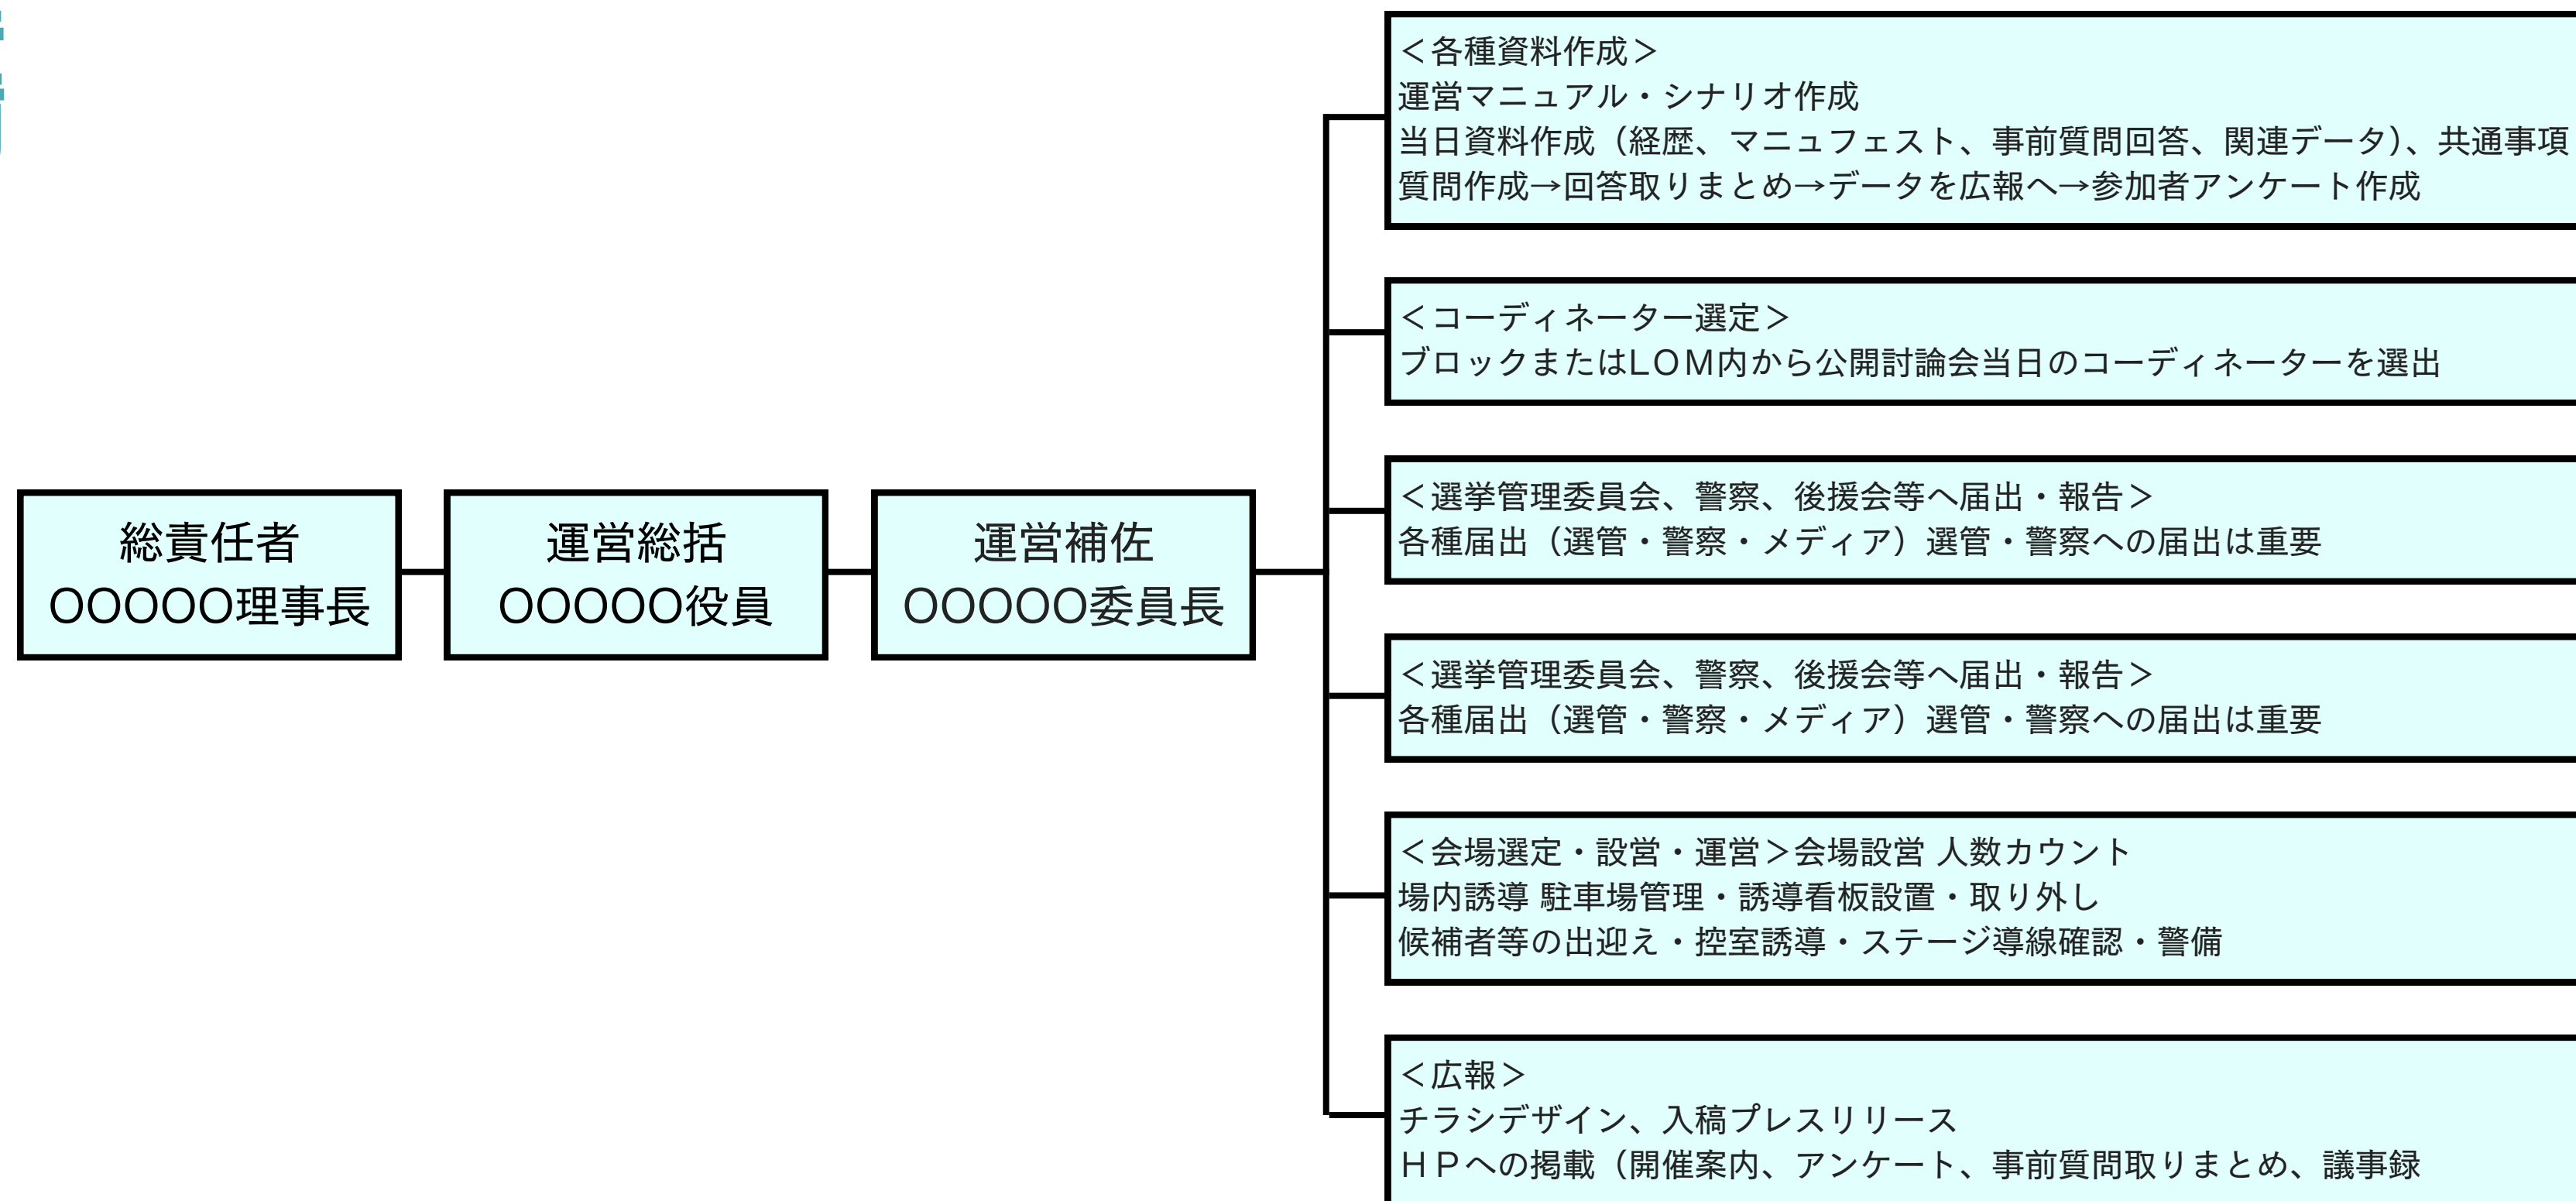 総責任者
○○○○○理事長
運営総括
○○○○○役員
運営補佐
○○○○○委員長
＜各種資料作成＞
運営マニュアル・シナリオ作成
当日資料作成（経歴、マニュフェスト、事前質問回答、関連データ）、共通事項
質問作成→回答取りまとめ→データを広報へ→参加者アンケート作成
＜コーディネーター選定＞
ブロックまたはLOM内から公開討論会当日のコーディネーターを選出
＜選挙管理委員会、警察、後援会等へ届出・報告＞
各種届出（選管・警察・メディア）選管・警察への届出は重要
＜選挙管理委員会、警察、後援会等へ届出・報告＞
各種届出（選管・警察・メディア）選管・警察への届出は重要
＜会場選定・設営・運営＞会場設営 人数カウント
場内誘導 駐車場管理・誘導看板設置・取り外し
候補者等の出迎え・控室誘導・ステージ導線確認・警備
＜広報＞
チラシデザイン、入稿プレスリリース
ＨＰへの掲載（開催案内、アンケート、事前質問取りまとめ、議事録